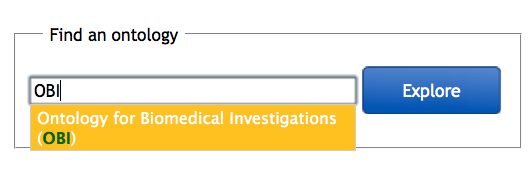 Find an ontology
OBI
Explore
Ontology for Biomedical Investigations
(OBI)